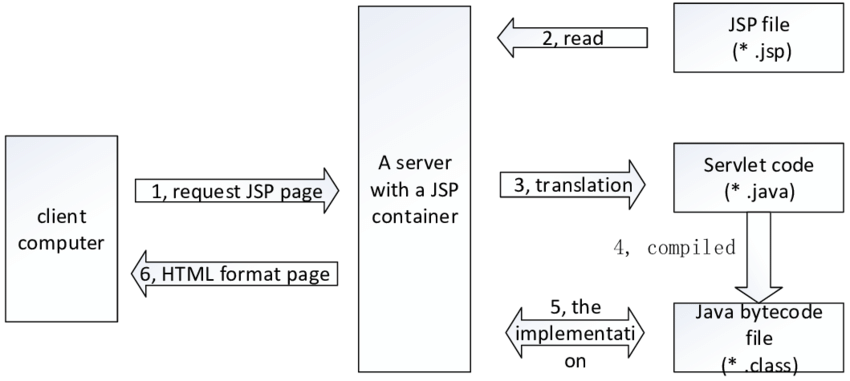 JSP file
(* .jsp)
2, read
A server
with a JSP
container
Servlet code
(* .java)
3, translation
1, request JSP page
client
computer
4, compiled
6, HTML format page
5, the
implementati
on
Java bytecode
file
(* .class)